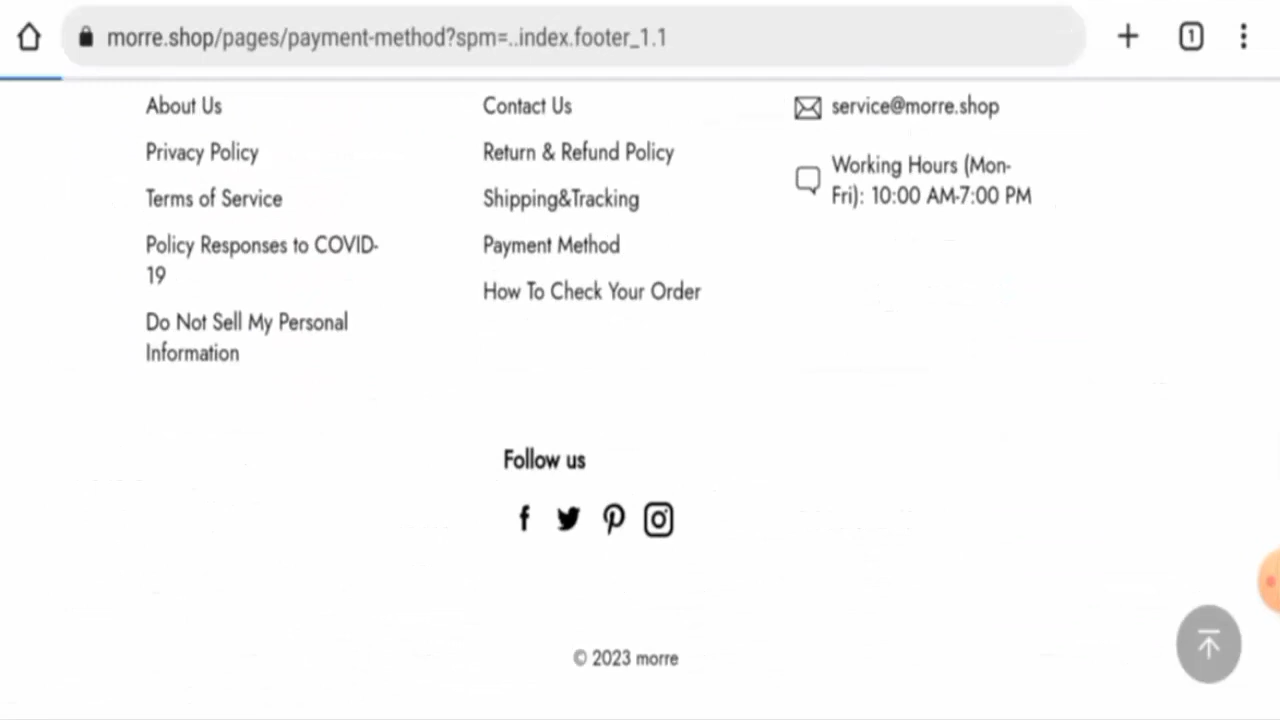 morre.shop/pages/payment-method?spm=..index.footer_1.1
1
About Us
Privacy Policy
Terms of Service
Policy Responses to COVID-
19
Do Not Sell My Personal
Information
Contact Us
Return & Refund Policy
Shipping&Tracking
Payment Method
How To Check Your Order
service@morre.shop
Working Hours (Mon-
Fri): 10:00 AM-7:00 PM
Follow us
© 2023 morre